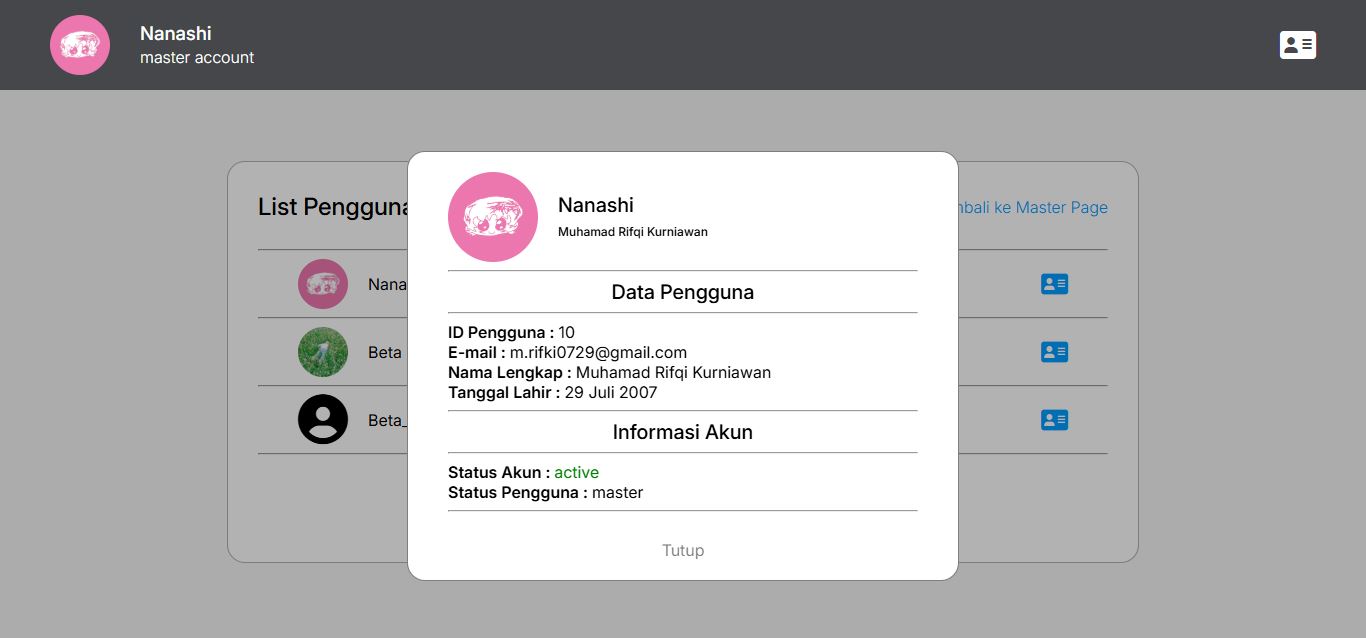 Nanashi
master account
List Pengguna
mbali ke Master Page
Nana
Beta
Beta_
Nanashi
Muhamad Rifqi Kurniawan
Data Pengguna
ID Pengguna : 10
E-mail : m.rifki0729@gmail.com
Nama Lengkap : Muhamad Rifqi Kurniawan
Tanggal Lahir : 29 Juli 2007
Informasi Akun
Status Akun : active
Status Pengguna : master
Tutup